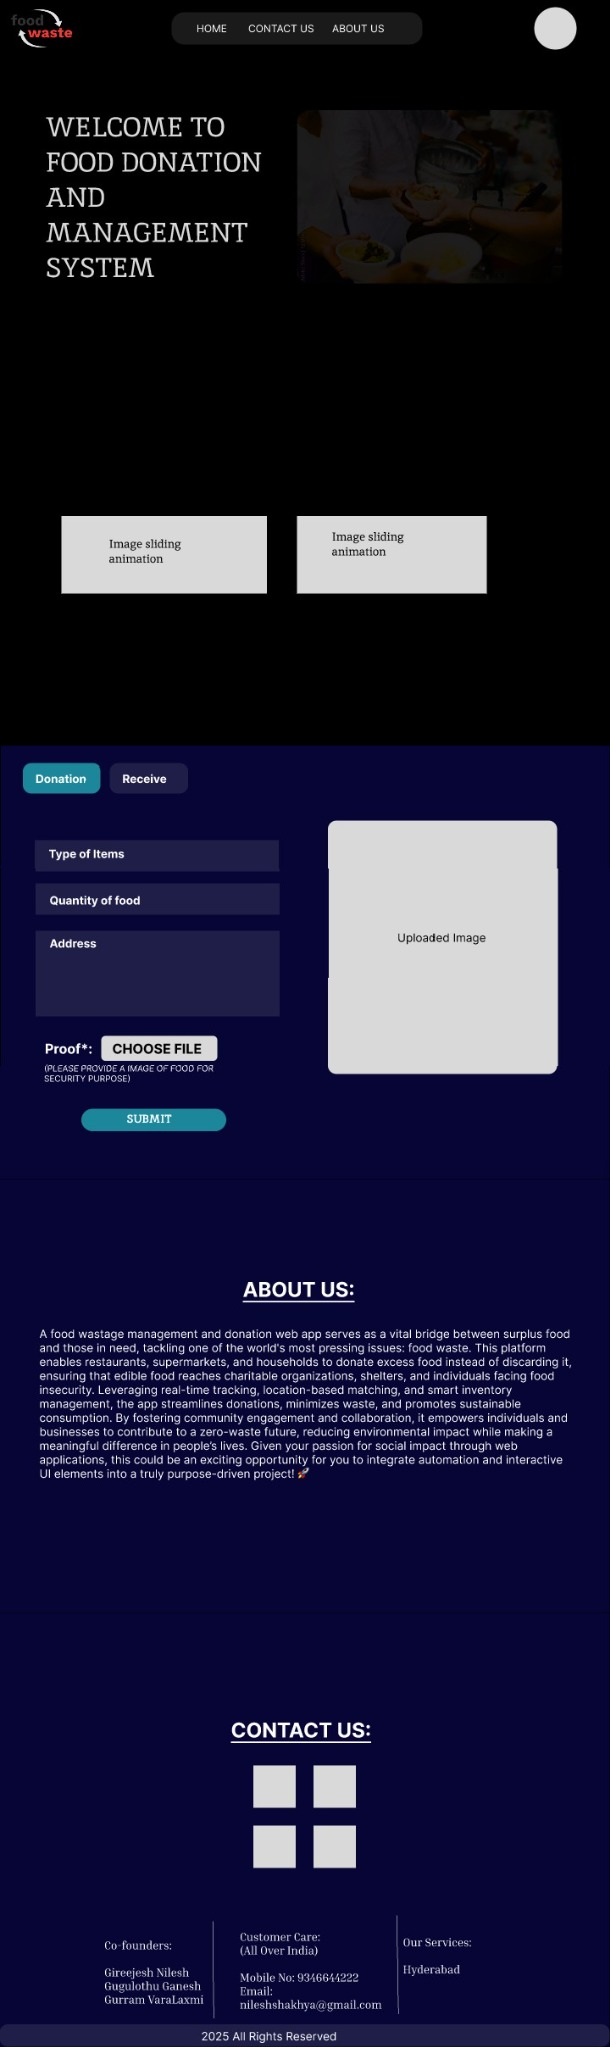 food
waste
HOME CONTACT US ABOUT US
WELCOME TO
FOOD DONATION
AND
MANAGEMENT
SYSTEM
Image sliding
animation
Image sliding
animation
Donation Receive
Type of Items
Quantity of food
Address
Uploaded Image
Proof*: CHOOSE FILE
(PLEASE PROVIDE A IMAGE OF FOOD FOR
SECURITY PURPOSE)
SUBMIT
ABOUT US:
A food wastage management and donation web app serves as a vital bridge between surplus food
and those in need, tackling one of the world's most pressing issues: food waste. This platform
enables restaurants, supermarkets, and households to donate excess food instead of discarding it,
ensuring that edible food reaches charitable organizations, shelters, and individuals facing food
insecurity. Leveraging real-time tracking, location-based matching, and smart inventory
management, the app streamlines donations, minimizes waste, and promotes sustainable
consumption. By fostering community engagement and collaboration, it empowers individuals and
businesses to contribute to a zero-waste future, reducing environmental impact while making a
meaningful difference in people's lives. Given your passion for social impact through web
applications, this could be an exciting opportunity for you to integrate automation and interactive
UI elements into a truly purpose-driven project! 🚀
CONTACT US:
Co-founders:
Gireejesh Nilesh
Gugulothu Ganesh
Gurram VaraLaxmi
Customer Care:
(All Over India)
Mobile No: 9346644222
Email:
nileshshakhya@gmail.com
Our Services:
Hyderabad
2025 All Rights Reserved